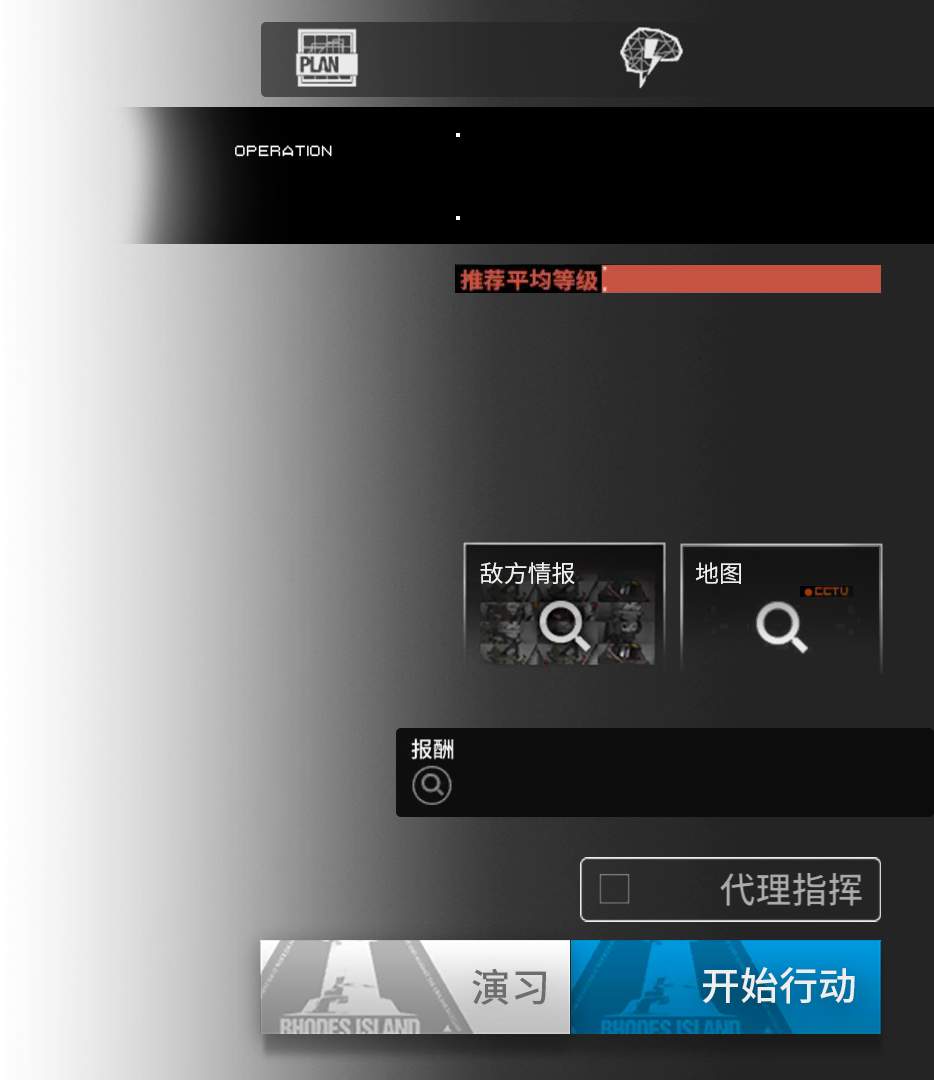 PLAN
OPERATION
推荐平均等级
敌方情报
地图
CCTV
报酬
代理指挥
演习
开始行动
RHODES ISLAND
RHODES ISLAND